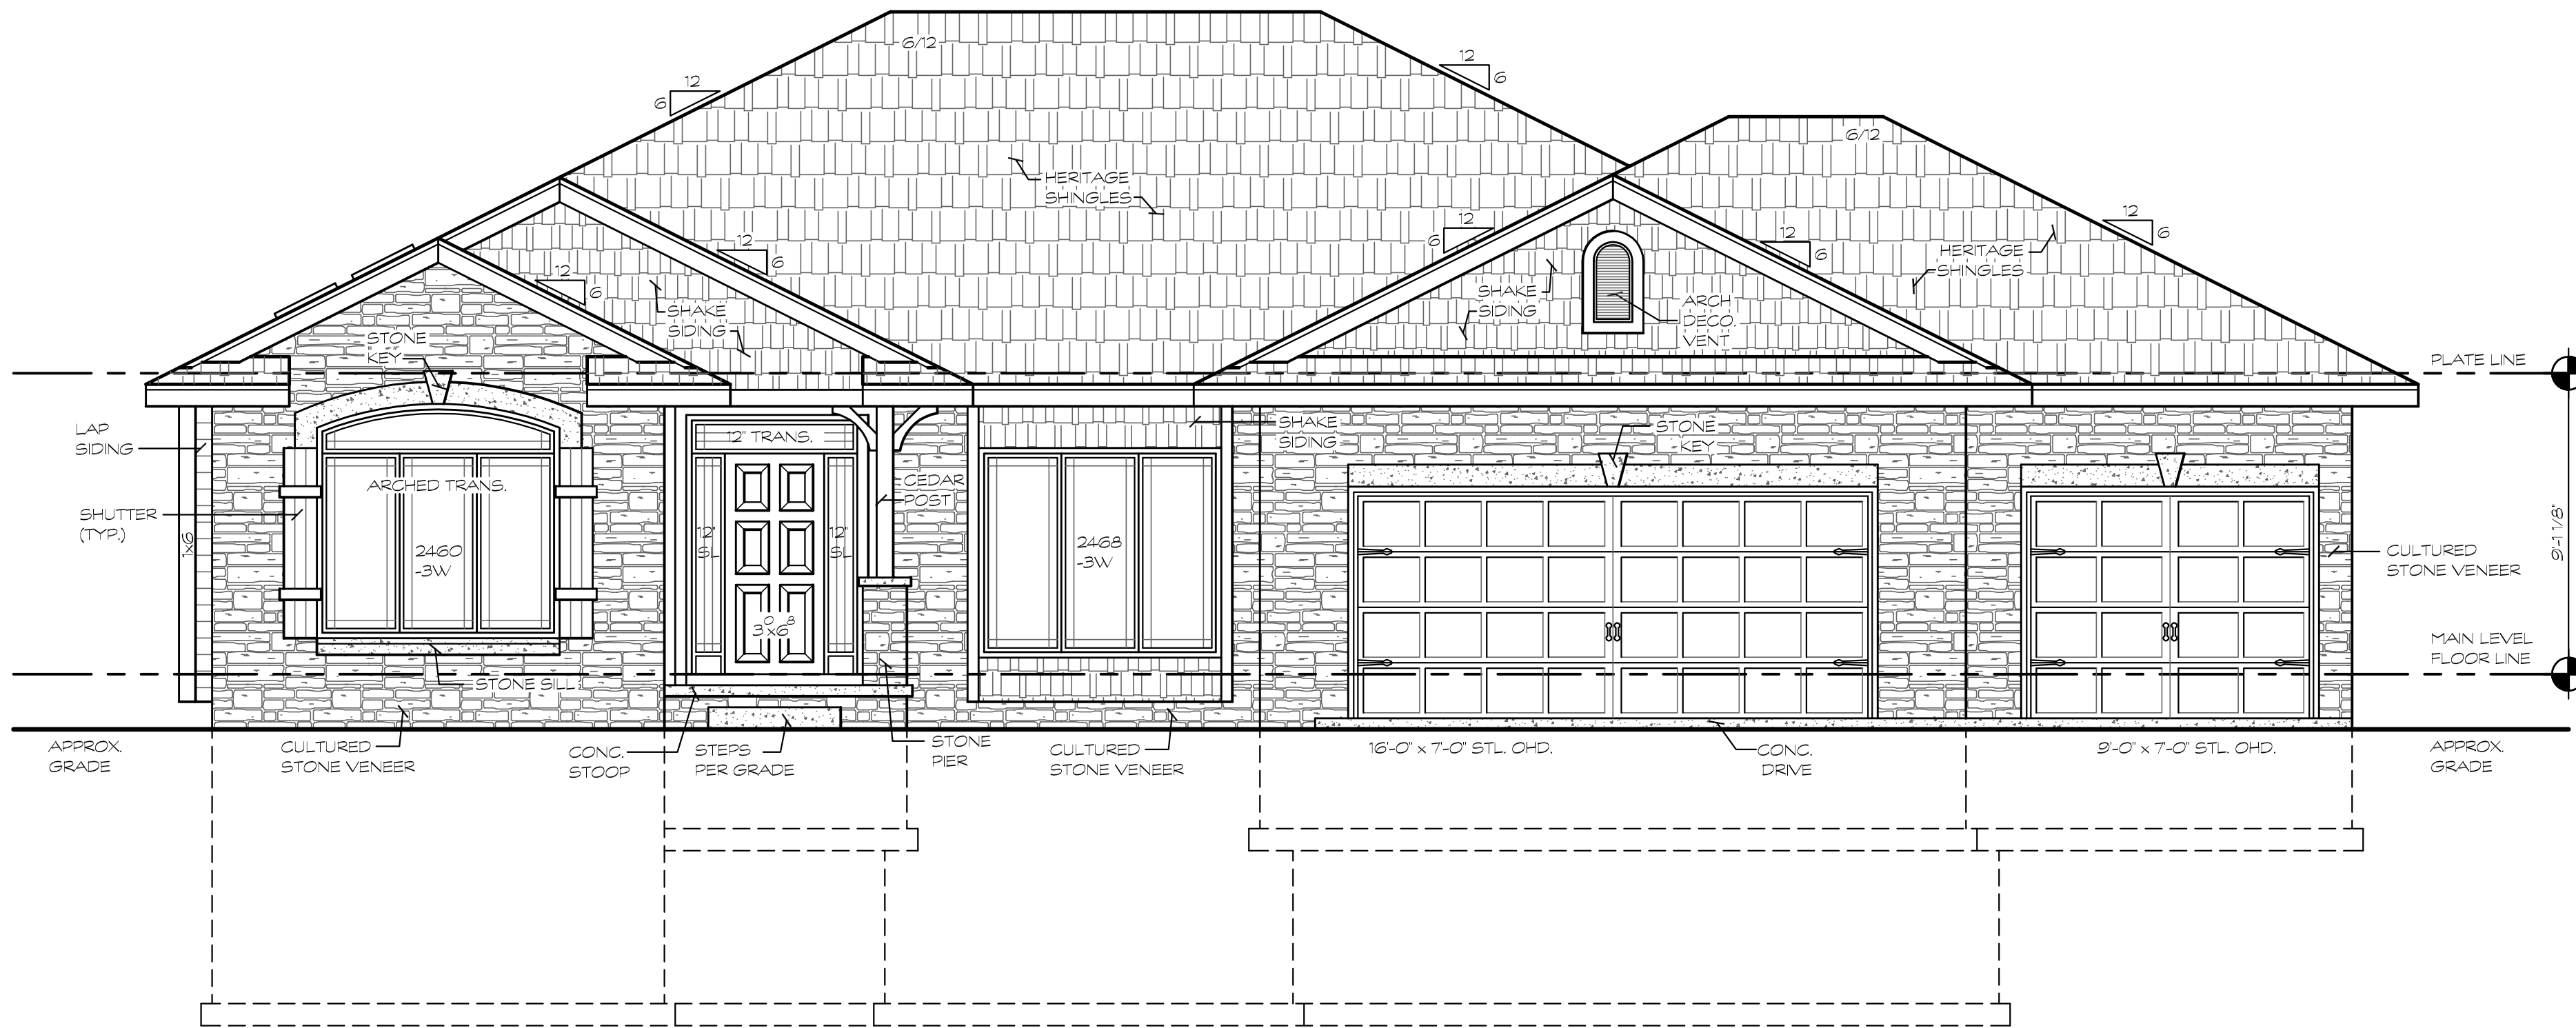 6/12
12
6
12
6
6/12
HERITAGE
SHINGLES
12
6
12
6
12
6
12
6
12
6
HERITAGE
SHINGLES
SHAKE
SIDING
SHAKE
SIDING
ARCH
DECO.
VENT
STONE
KEY
PLATE LINE
LAP
SIDING
12" TRANS.
SHAKE
SIDING
STONE
KEY
ARCHED TRANS.
CEDAR
POST
SHUTTER
(TYP.)
1x6
12"
SL
12"
SL
2460
-3W
2468
-3W
9'-1 1/8"
CULTURED
STONE VENEER
3⁰x6⁸
MAIN LEVEL
FLOOR LINE
STONE SILL
APPROX.
GRADE
CULTURED
STONE VENEER
CONC.
STOOP
STEPS
PER GRADE
STONE
PIER
CULTURED
STONE VENEER
16'-0" x 7'-0" STL. OHD.
CONC.
DRIVE
9'-0" x 7'-0" STL. OHD.
APPROX.
GRADE